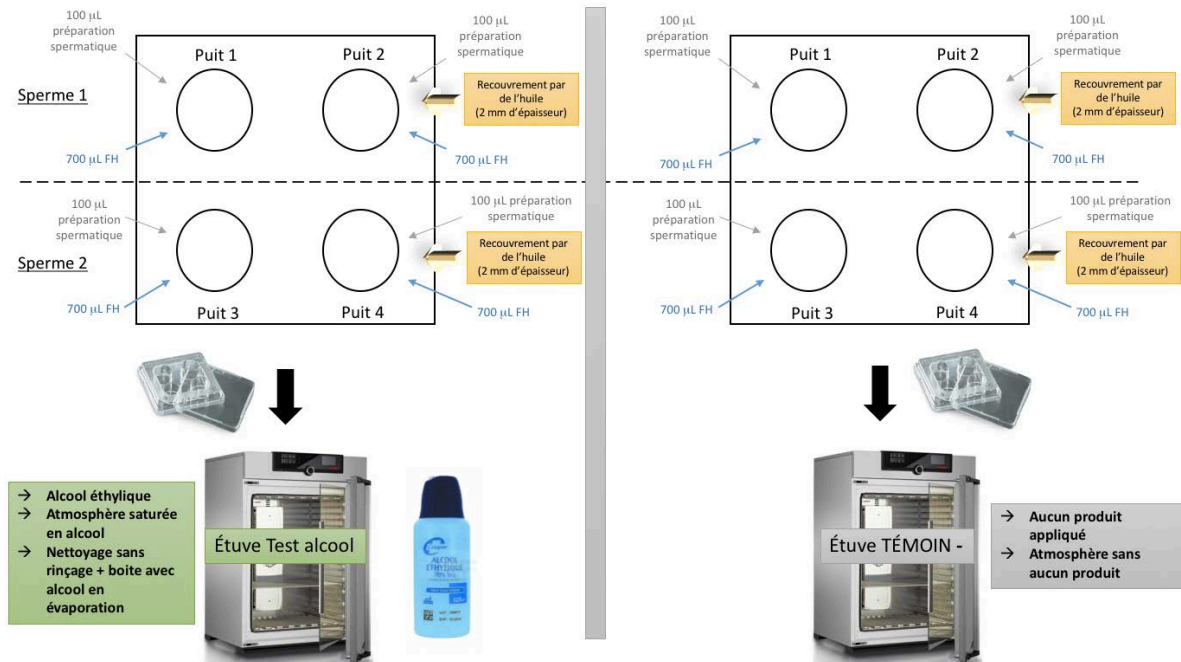 100 µL
préparation
spermatique
Puit 1
Puit 2
100 µL
préparation
spermatique
Sperme 1
Recouvrement par
de l'huile
(2 mm d'épaisseur)
700 µL FH
700 µL FH
100 µL
préparation
spermatique
100 µL préparation
spermatique
Sperme 2
Recouvrement par
de l'huile
(2 mm d'épaisseur)
700 µL FH
Puit 3
Puit 4
700 µL FH
→ Alcool éthylique
→ Atmosphère saturée
en alcool
→ Nettoyage sans
rinçage + boite avec
alcool en
évaporation
Étuve Test alcool
ALCOOL
ÉTHYLIQUE
100 µL
préparation
spermatique
Puit 1
Puit 2
100 µL
préparation
spermatique
Recouvrement par
de l'huile
(2 mm d'épaisseur)
700 µL FH
700 µL FH
100 µL
préparation
spermatique
100 µL préparation
spermatique
Recouvrement par
de l'huile
(2 mm d'épaisseur)
700 µL FH
Puit 3
Puit 4
700 µL FH
Étuve TÉMOIN -
→ Aucun produit
appliqué
→ Atmosphère sans
aucun produit